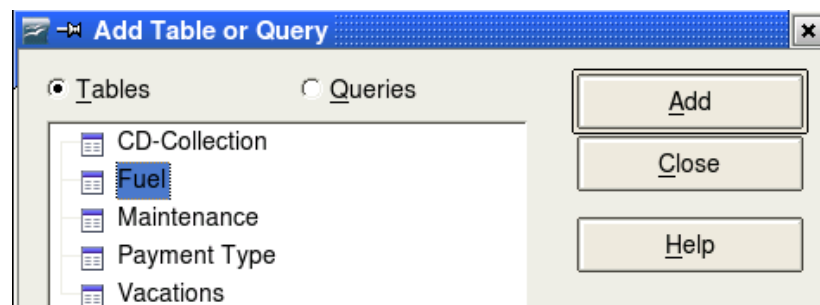 Add Table or Query
Tables
Queries
Add
CD-Collection
Close
Fuel
Maintenance
Help
Payment Type
Vacations